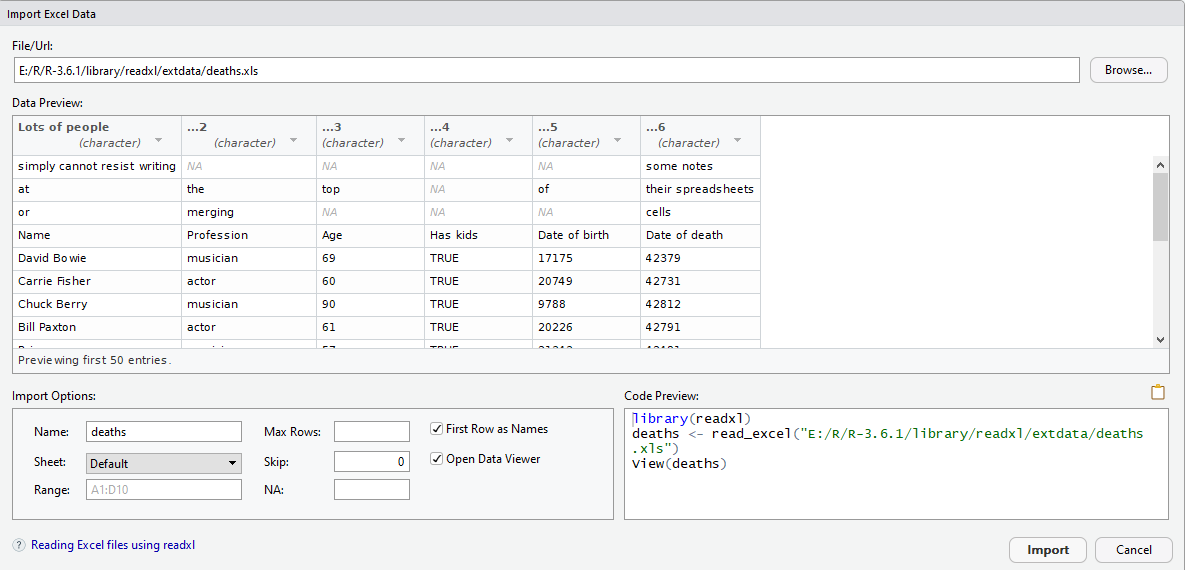 Import Excel Data
File/Url:
E:/R/R-3.6.1/library/readxl/extdata/deaths.xls
Browse...
Data Preview:
Lots of people ...2 ...3 ...4 ...5 ...6
(character) (character) (character) (character) (character) (character)
simply cannot resist writing NA NA NA NA some notes
at the top NA of their spreadsheets
or merging NA NA NA cells
Name Profession Age Has kids Date of birth Date of death
David Bowie musician 69 TRUE 17175 42379
Carrie Fisher actor 60 TRUE 20749 42731
Chuck Berry musician 90 TRUE 9788 42812
Bill Paxton actor 61 TRUE 20226 42791
Previewing first 50 entries.
Import Options:
Name: deaths Max Rows: First Row as Names
Sheet: Default Skip: 0 Open Data Viewer
Range: A1:D10 NA:
Code Preview:
library(readxl)
deaths <- read_excel("E:/R/R-3.6.1/library/readxl/extdata/deaths
.xls")
View(deaths)
? Reading Excel files using readxl
Import Cancel